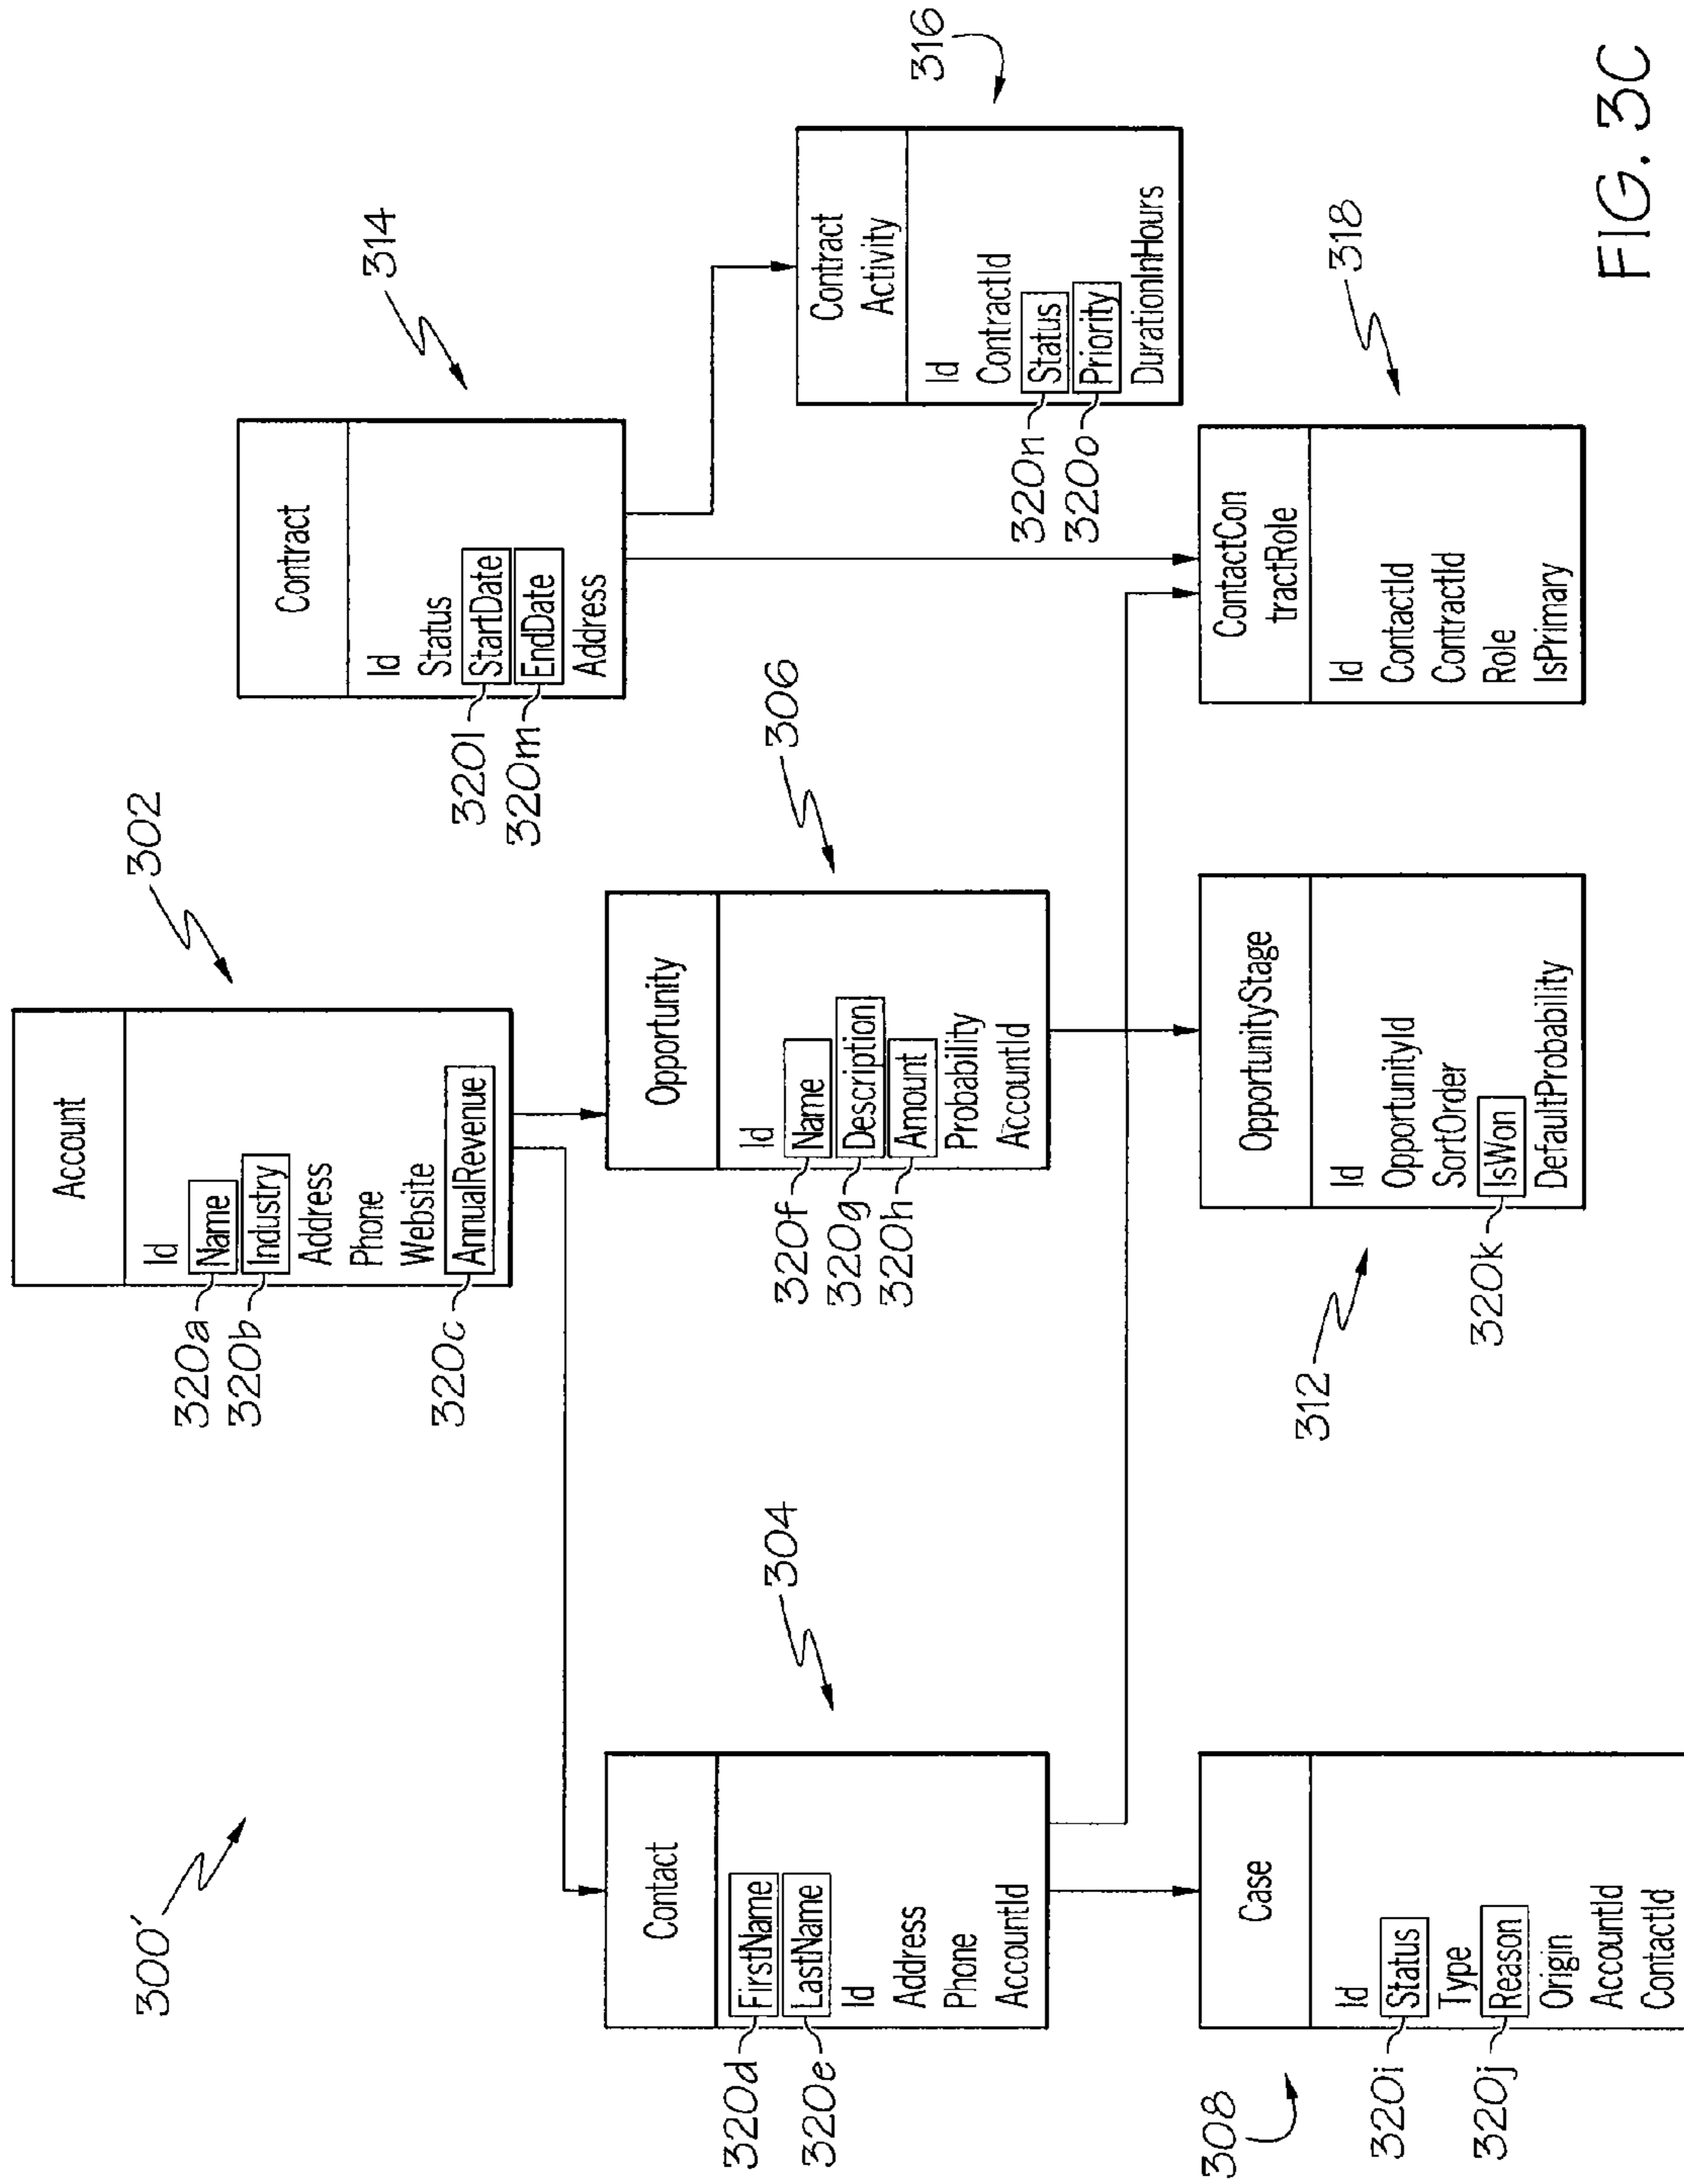 300'
Account
Id
Name
Industry
Address
Phone
Website
AnnualRevenue
320a
320b
320c
302
Contract
Id
Status
StartDate
EndDate
Address
320l
320m
314
Contact
FirstName
LastName
Id
Address
Phone
AccountId
320d
320e
304
Opportunity
Id
Name
Description
Amount
Probability
AccountId
320f
320g
320h
306
Contract
Activity
Id
ContractId
Status
Priority
DurationInHours
320n
320o
316
Case
Id
Status
Type
Reason
Origin
AccountId
ContactId
308
320i
320j
OpportunityStage
Id
OpportunityId
SortOrder
IsWon
DefaultProbability
312
320k
ContactCon
tractRole
Id
ContactId
ContractId
Role
IsPrimary
318
FIG. 3C